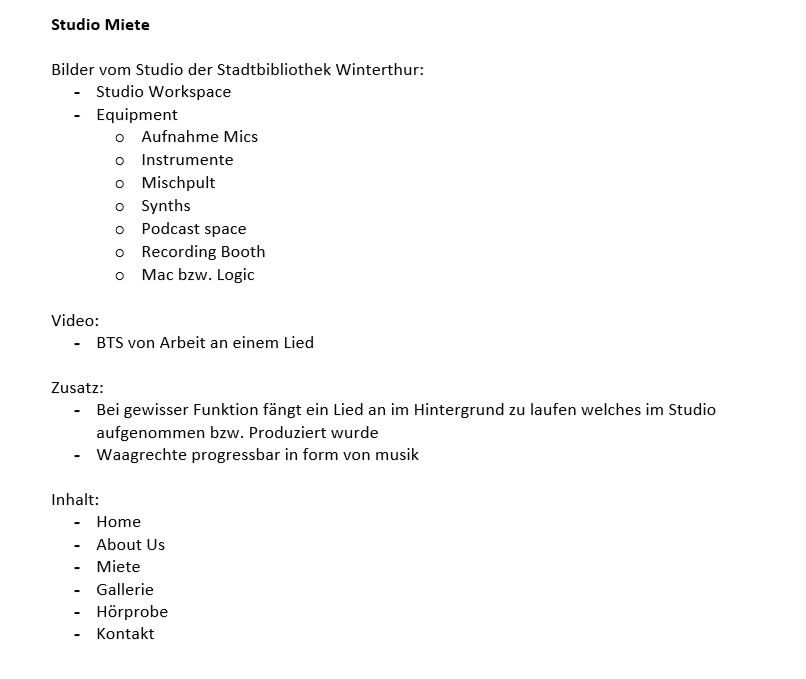 Studio Miete
Bilder vom Studio der Stadtbibliothek Winterthur:
- Studio Workspace
- Equipment
o Aufnahme Mics
o Instrumente
o Mischpult
o Synths
o Podcast space
o Recording Booth
o Mac bzw. Logic
Video:
- BTS von Arbeit an einem Lied
Zusatz:
- Bei gewisser Funktion fängt ein Lied an im Hintergrund zu laufen welches im Studio
aufgenommen bzw. Produziert wurde
- Waagrechte progressbar in form von musik
Inhalt:
- Home
- About Us
- Miete
- Gallerie
- Hörprobe
- Kontakt